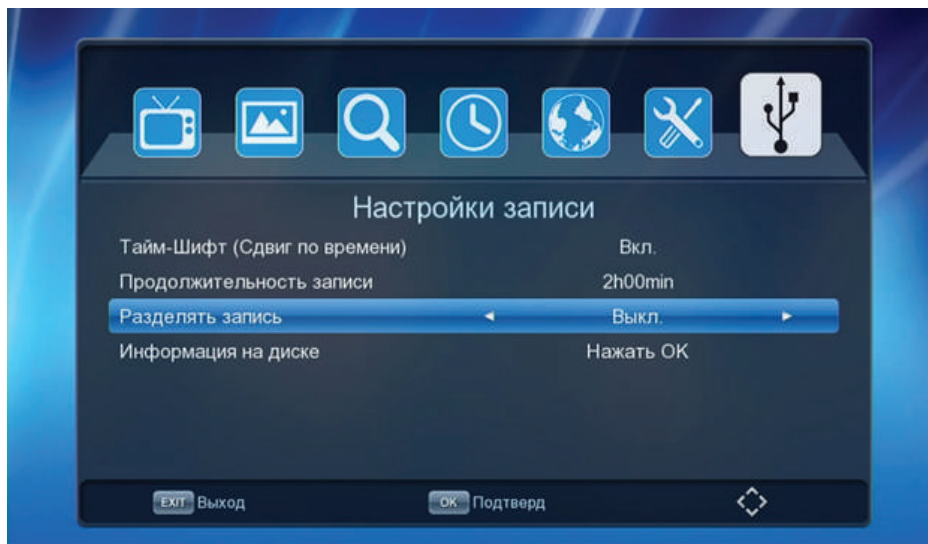 Настройки записи
Тайм-Шифт (Сдвиг по времени) Вкл.
Продолжительность записи 2h00min
Разделять запись Выкл.
Информация на диске Нажать OK
EXIT Выход OK Подтверд